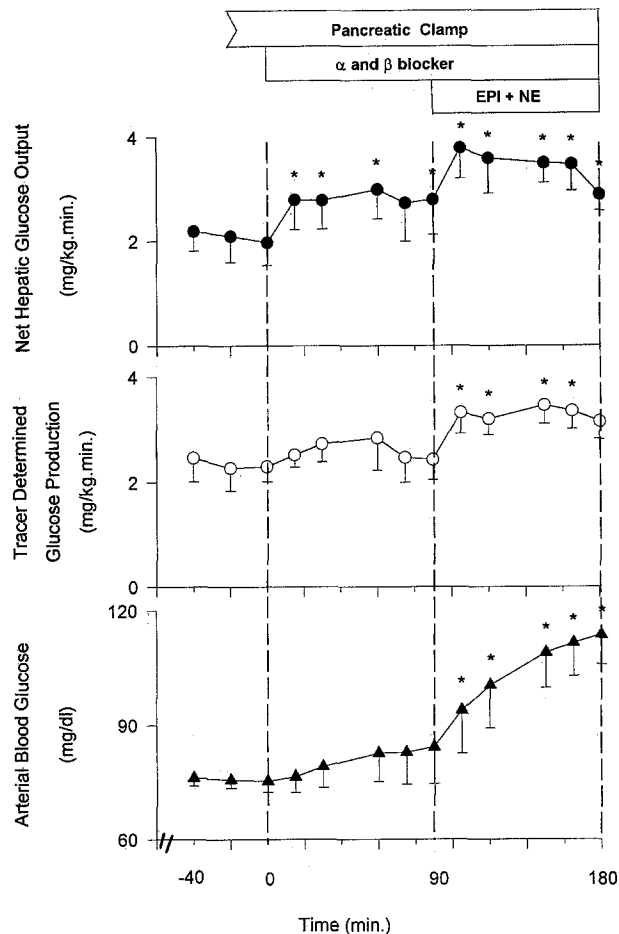 Pancreatic Clamp
α and β blocker
EPI + NE
Net Hepatic Glucose Output
(mg/kg.min.)
4
2
0
* * * * * * * * *
Tracer Determined
Glucose Production
(mg/kg.min.)
4
2
0
* * * *
Arterial Blood Glucose
(mg/dl)
120
90
60
* * * * *
-40 0 90 180
Time (min.)